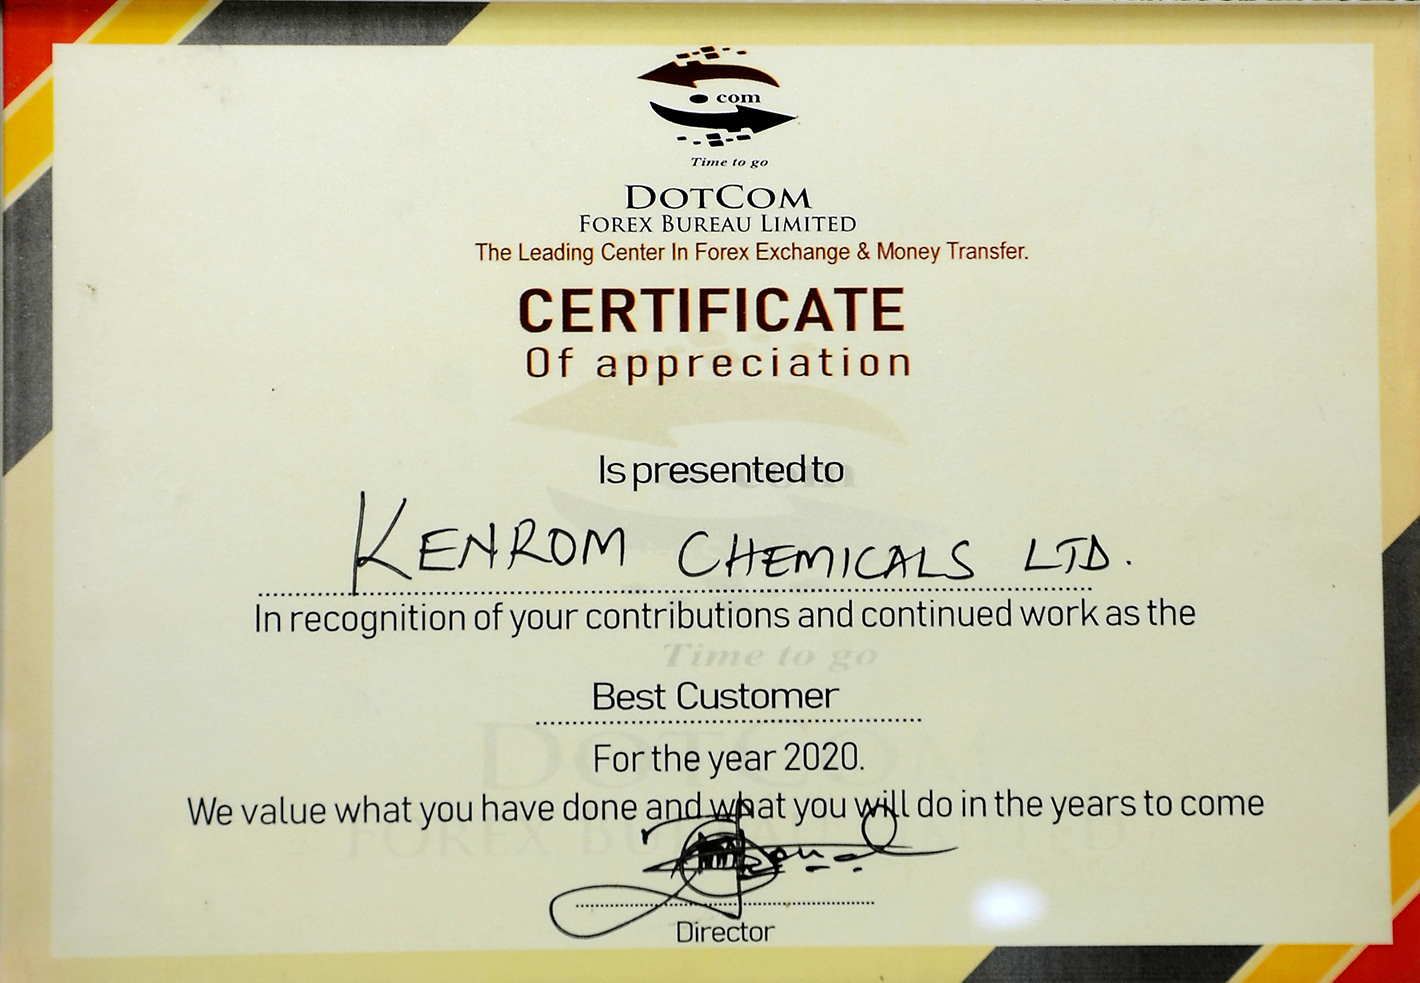 com
Time to go
DOTCOM
FOREX BUREAU LIMITED
The Leading Center In Forex Exchange & Money Transfer.
CERTIFICATE
Of appreciation
Is presented to
KENROM CHEMICALS LTD.
In recognition of your contributions and continued work as the
Time to go
Best Customer
DOTCOM
For the year 2020.
We value what you have done and what you will do in the years to come
Director